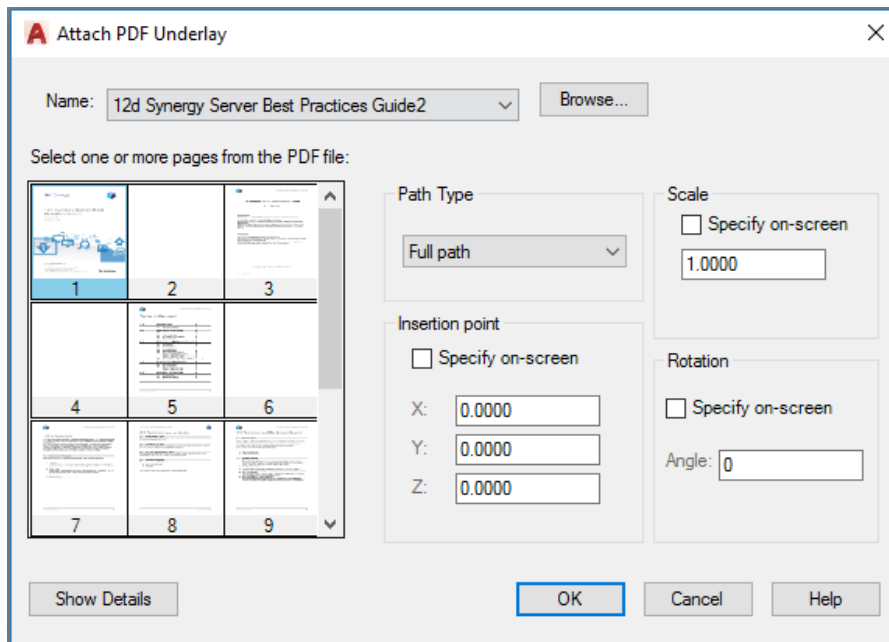 Attach PDF Underlay
Name: 12d Synergy Server Best Practices Guide2 Browse...
Select one or more pages from the PDF file:
1 2 3
4 5 6
7 8 9
Path Type
Full path
Insertion point
Specify on-screen
X: 0.0000
Y: 0.0000
Z: 0.0000
Scale
Specify on-screen
1.0000
Rotation
Specify on-screen
Angle: 0
Show Details OK Cancel Help